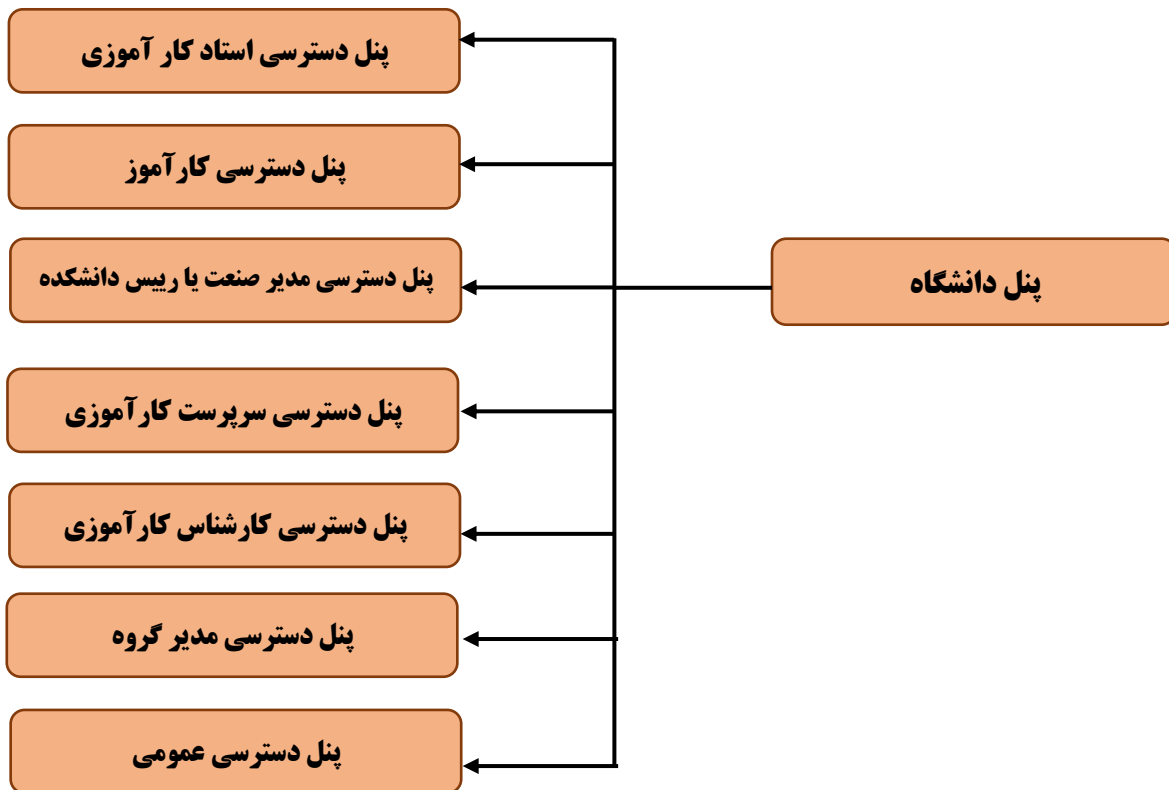 پنل دانشگاه
پنل دسترسی استاد کار آموزی
پنل دسترسی کارآموز
پنل دسترسی مدیر صنعت یا رییس دانشکده
پنل دسترسی سرپرست کارآموزی
پنل دسترسی کارشناس کارآموزی
پنل دسترسی مدیر گروه
پنل دسترسی عمومی